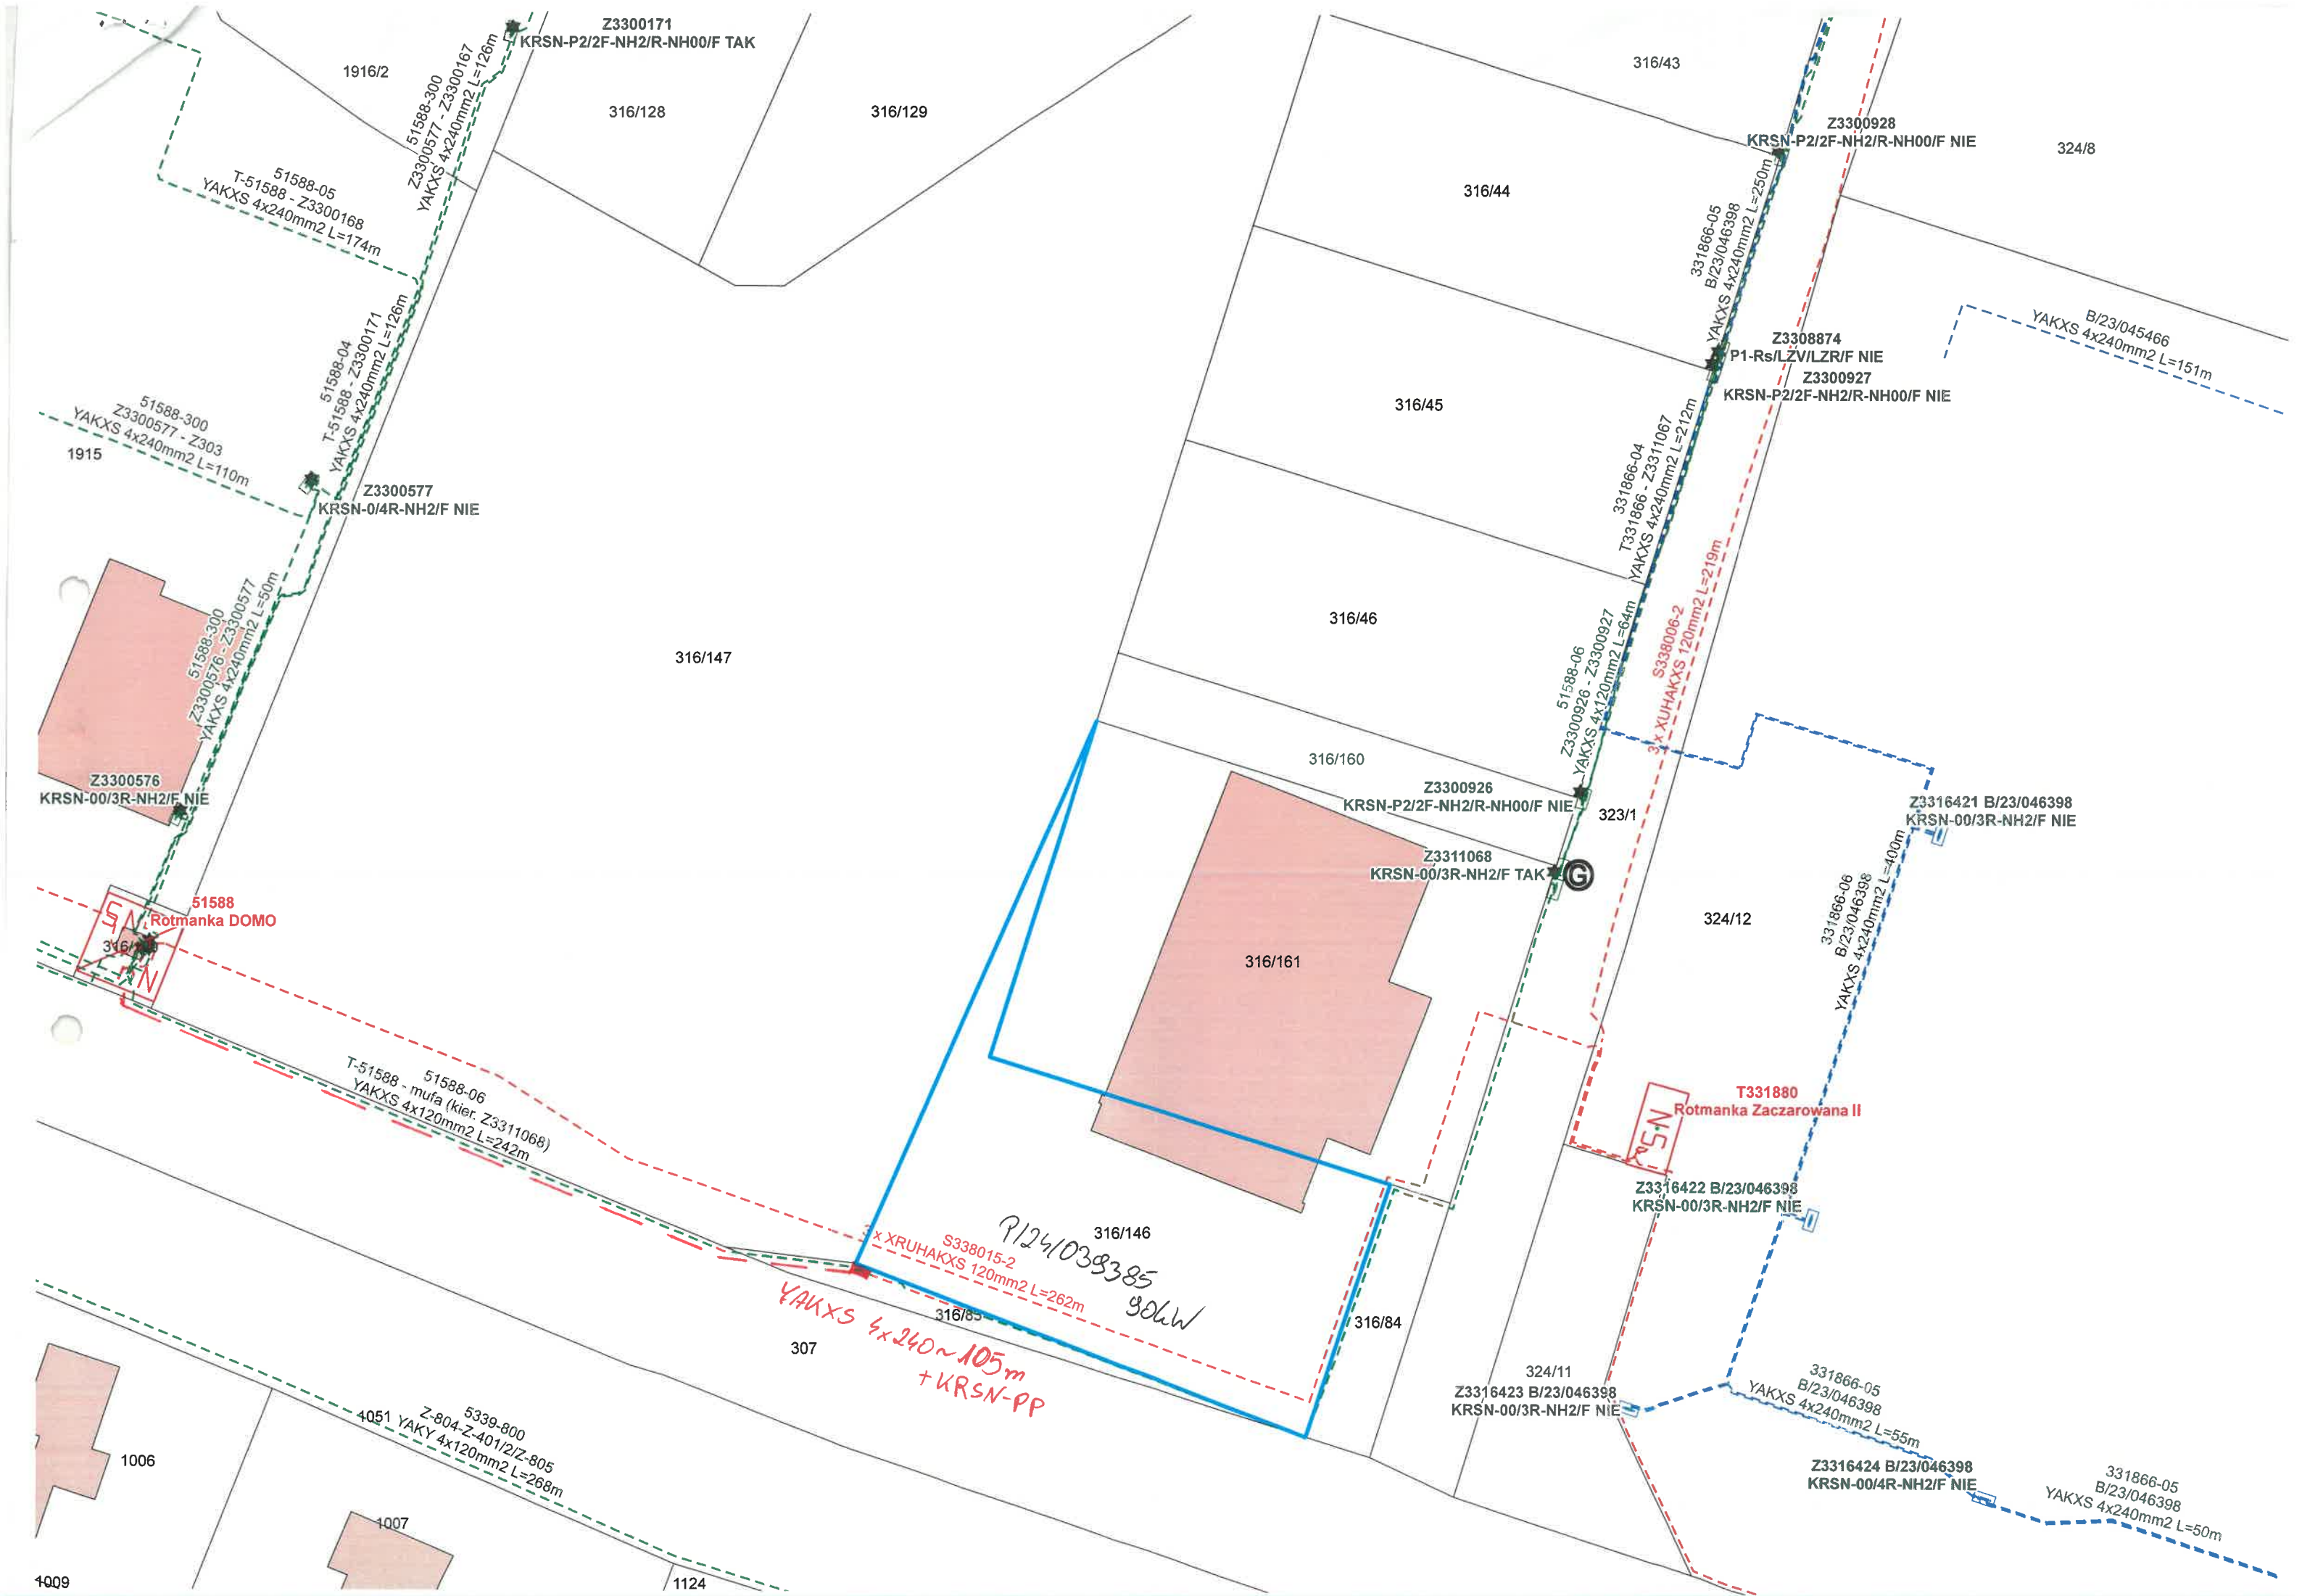 Z3300171
KRSN-P2/2F-NH2/R-NH00/F TAK
1916/2
51588-300
Z3300577 - Z3300167
YAKXS 4x240mm2 L=126m
316/128
316/129
316/43
Z3300928
KRSN-P2/2F-NH2/R-NH00/F NIE
324/8
51588-05
T-51588 - Z3300168
YAKXS 4x240mm2 L=174m
316/44
331866-05
B/23/046398
YAKXS 4x240mm2 L=250m
B/23/045466
YAKXS 4x240mm2 L=151m
51588-04
T-51588 - Z3300171
YAKXS 4x240mm2 L=126m
Z3308874
P1-Rs/LZV/LZR/F NIE
Z3300927
KRSN-P2/2F-NH2/R-NH00/F NIE
316/45
51588-300
Z3300577 - Z303
YAKXS 4x240mm2 L=110m
1915
Z3300577
KRSN-0/4R-NH2/F NIE
331866-04
T331866 - Z3311067
YAKXS 4x240mm2 L=212m
S338006-2
3 x XUHAKXS 120mm2 L=219m
51588-300
Z3300576 - Z3300577
YAKXS 4x240mm2 L=50m
316/46
316/147
51588-06
Z3300926 - Z3300927
YAKXS 4x120mm2 L=64m
316/160
Z3300576
KRSN-00/3R-NH2/F NIE
Z3300926
KRSN-P2/2F-NH2/R-NH00/F NIE
323/1
Z3316421 B/23/046398
KRSN-00/3R-NH2/F NIE
Z3311068
KRSN-00/3R-NH2/F TAK
G
331866-06
B/23/046398
YAKXS 4x240mm2 L=400m
51588
Rotmanka DOMO
SN
SN
324/12
316/161
51588-06
T-51588 - mufa (kier. Z3311068)
YAKXS 4x120mm2 L=242m
T331880
Rotmanka Zaczarowana II
SN
Z3316422 B/23/046398
KRSN-00/3R-NH2/F NIE
316/146
P/24/039385
90kW
S338015-2
x XRUHAKXS 120mm2 L=262m
316/85
316/84
YAKXS 4x240~105m
+KRSN-PP
307
324/11
Z3316423 B/23/046398
KRSN-00/3R-NH2/F NIE
331866-05
B/23/046398
YAKXS 4x240mm2 L=55m
5339-800
Z-804-Z-401/2/Z-805
1051 YAKY 4x120mm2 L=268m
1006
Z3316424 B/23/046398
KRSN-00/4R-NH2/F NIE
331866-05
B/23/046398
YAKXS 4x240mm2 L=50m
1007
1009
1124